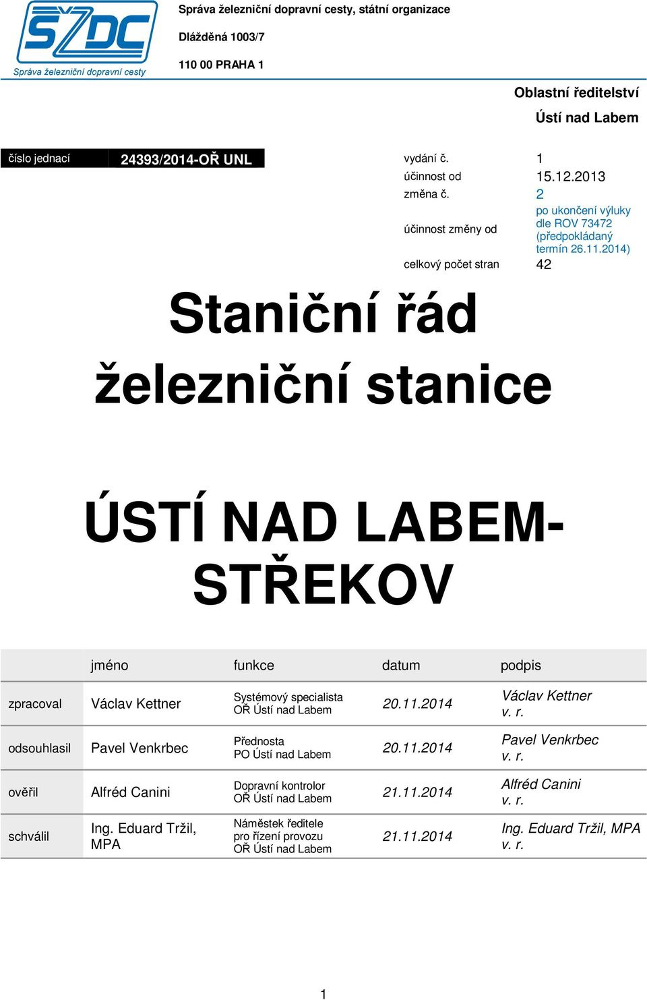 SŽDC
Správa železniční dopravní cesty
Správa železniční dopravní cesty, státní organizace
Dlážděná 1003/7
110 00 PRAHA 1
Oblastní ředitelství
Ústí nad Labem
číslo jednací 24393/2014-OŘ UNL vydání č. 1
účinnost od 15.12.2013
změna č. 2
účinnost změny od po ukončení výluky
dle ROV 73472
(předpokládaný
termín 26.11.2014)
celkový počet stran 42
Staniční řád
železniční stanice
ÚSTÍ NAD LABEM-
STŘEKOV
jméno funkce datum podpis
zpracoval Václav Kettner Systémový specialista
OŘ Ústí nad Labem 20.11.2014 Václav Kettner
v. r.
odsouhlasil Pavel Venkrbec Přednosta
PO Ústí nad Labem 20.11.2014 Pavel Venkrbec
v. r.
ověřil Alfréd Canini Dopravní kontrolor
OŘ Ústí nad Labem 21.11.2014 Alfréd Canini
v. r.
schválil Ing. Eduard Tržil,
MPA Náměstek ředitele
pro řízení provozu
OŘ Ústí nad Labem 21.11.2014 Ing. Eduard Tržil, MPA
v. r.
1